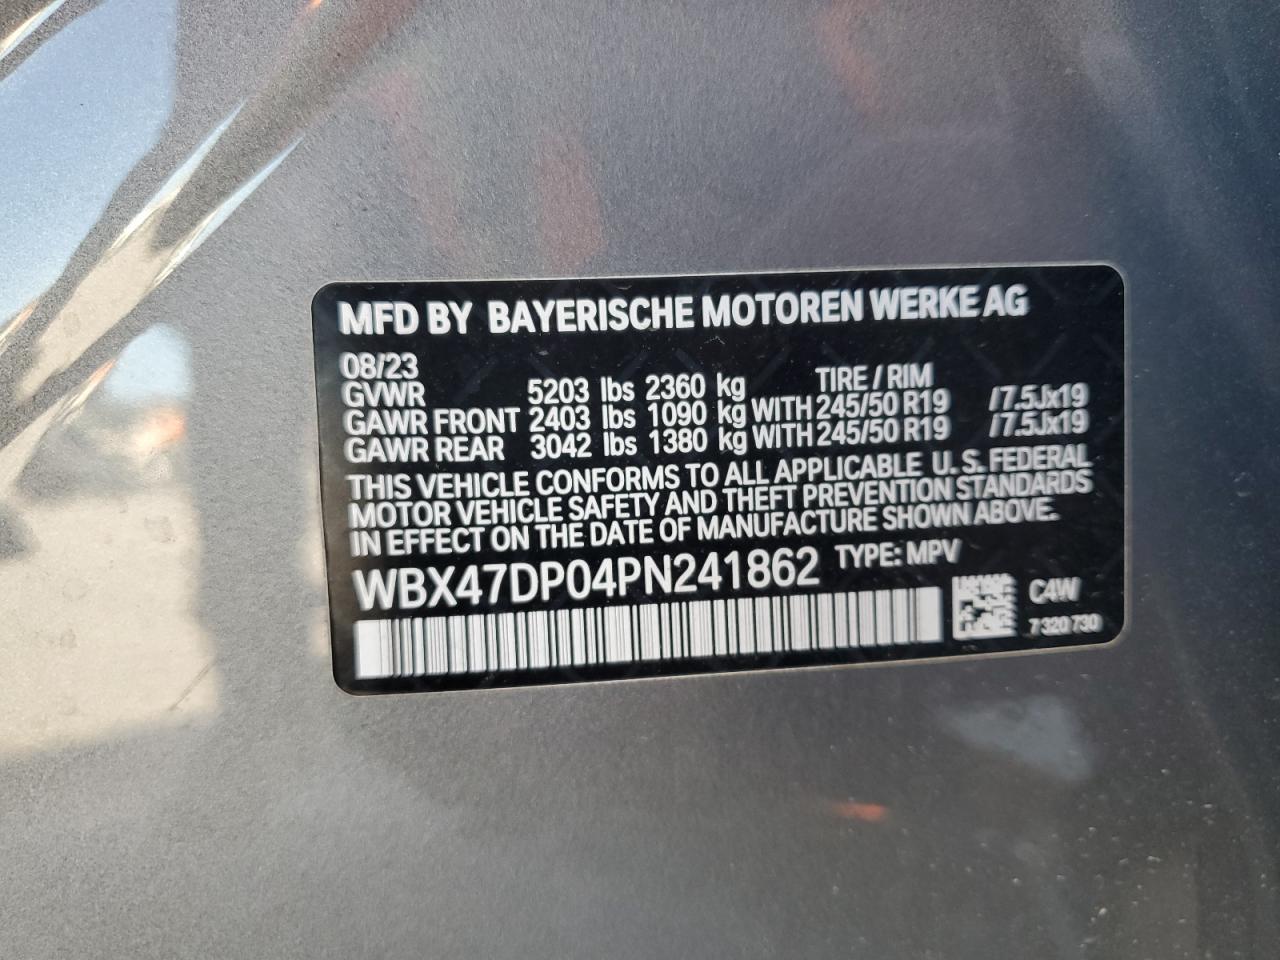 MFD BY BAYERISCHE MOTOREN WERKE AG
08/23
GVWR 5203 lbs 2360 kg TIRE / RIM
GAWR FRONT 2403 lbs 1090 kg WITH 245/50 R19 /7.5Jx19
GAWR REAR 3042 lbs 1380 kg WITH 245/50 R19 /7.5Jx19
THIS VEHICLE CONFORMS TO ALL APPLICABLE U.S. FEDERAL
MOTOR VEHICLE SAFETY AND THEFT PREVENTION STANDARDS
IN EFFECT ON THE DATE OF MANUFACTURE SHOWN ABOVE.
WBX47DP04PN241862 TYPE: MPV
C4W
7 320 730